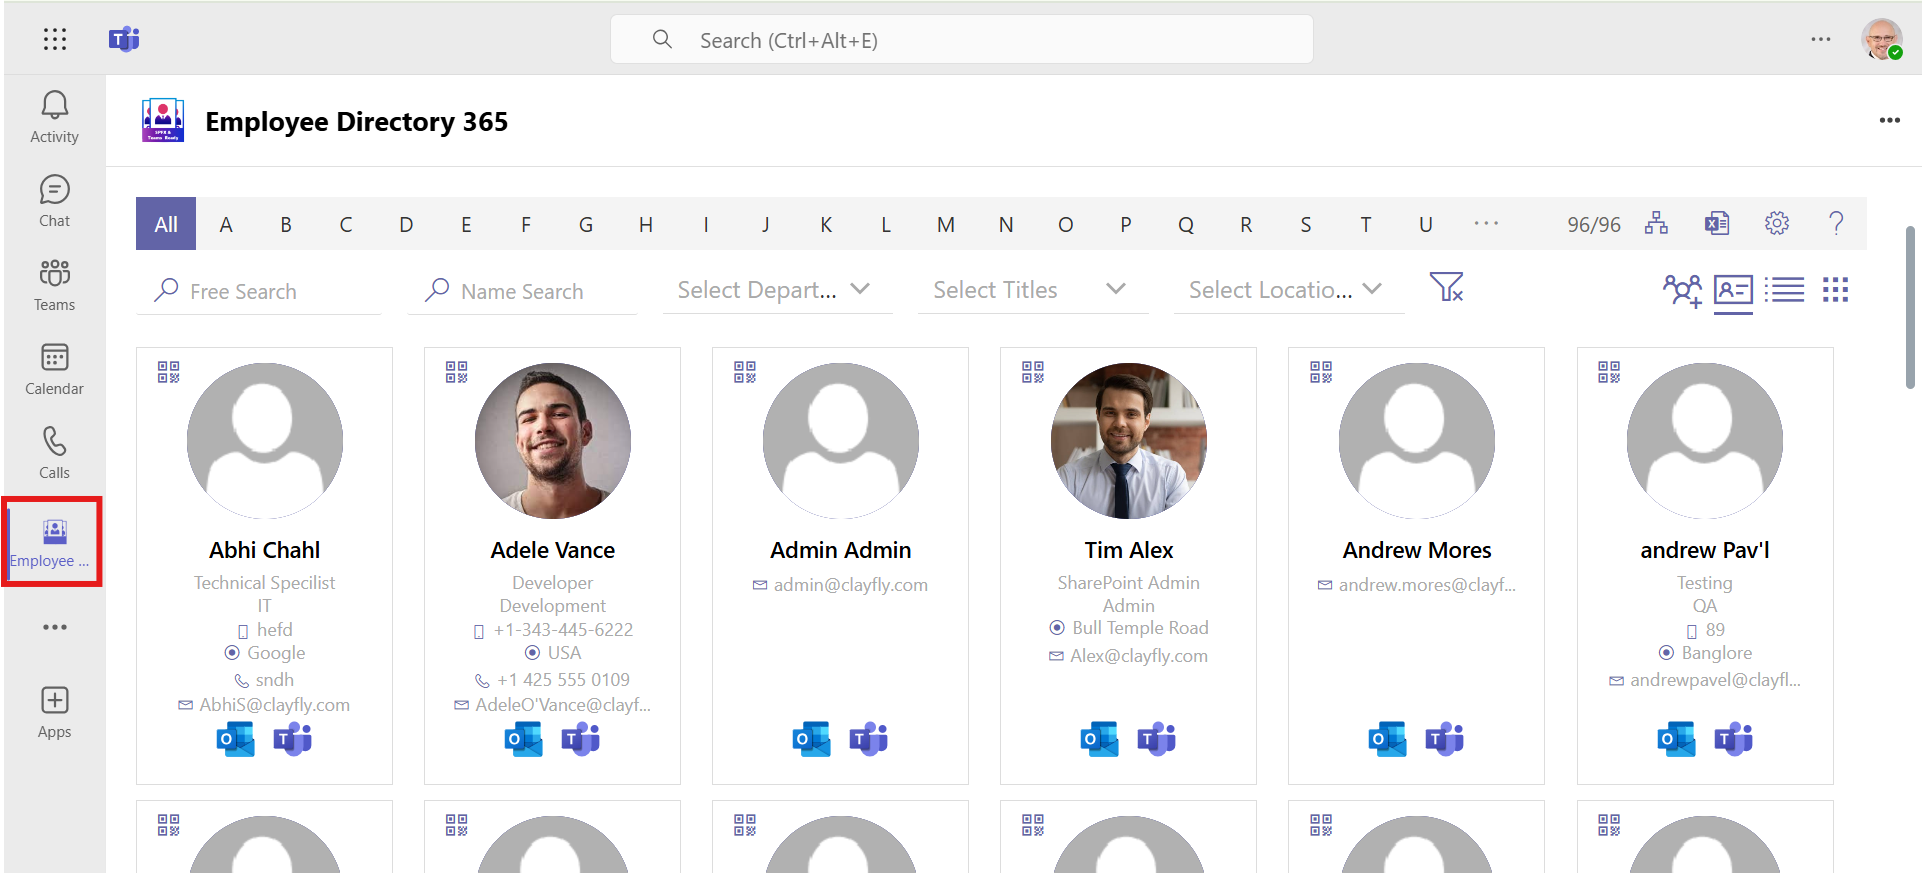 Search (Ctrl+Alt+E)
Activity
Chat
Teams
Calendar
Calls
Employee ...
Apps
SPFX &
Teams Ready
Employee Directory 365
All A B C D E F G H I J K L M N O P Q R S T U ... 96/96
Free Search Name Search Select Depart... Select Titles Select Locatio...
Abhi Chahl
Technical Specilist
IT
hefd
Google
sndh
AbhiS@clayfly.com
Adele Vance
Developer
Development
+1-343-445-6222
USA
+1 425 555 0109
AdeleO'Vance@clayf...
Admin Admin
admin@clayfly.com
Tim Alex
SharePoint Admin
Admin
Bull Temple Road
Alex@clayfly.com
Andrew Mores
andrew.mores@clayf...
andrew Pav'l
Testing
QA
89
Banglore
andrewpavel@clayfl...